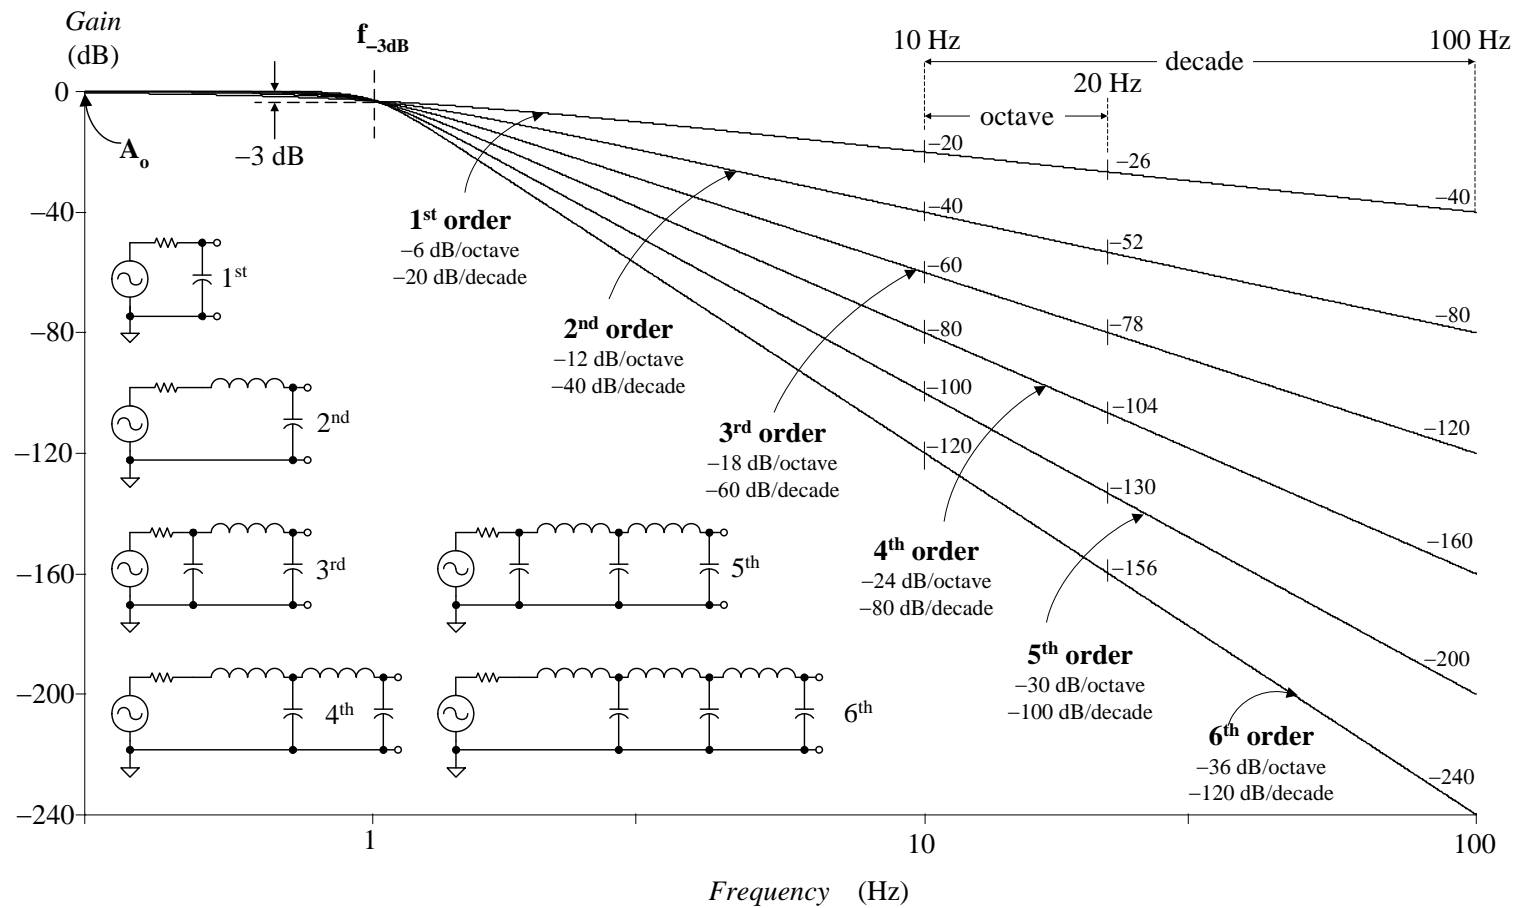 Gain
(dB)
f–3dB
10 Hz
100 Hz
decade
20 Hz
octave
0
Ao
–3 dB
–20
–26
–40
–40
1st order
–6 dB/octave
–20 dB/decade
–40
–52
–80
2nd order
–12 dB/octave
–40 dB/decade
–60
–78
–120
3rd order
–18 dB/octave
–60 dB/decade
–80
–104
–160
4th order
–24 dB/octave
–80 dB/decade
–100
–130
–200
5th order
–30 dB/octave
–100 dB/decade
–120
–156
–240
6th order
–36 dB/octave
–120 dB/decade
1st
2nd
3rd
5th
4th
6th
–80
–120
–160
–200
–240
1
10
100
Frequency (Hz)